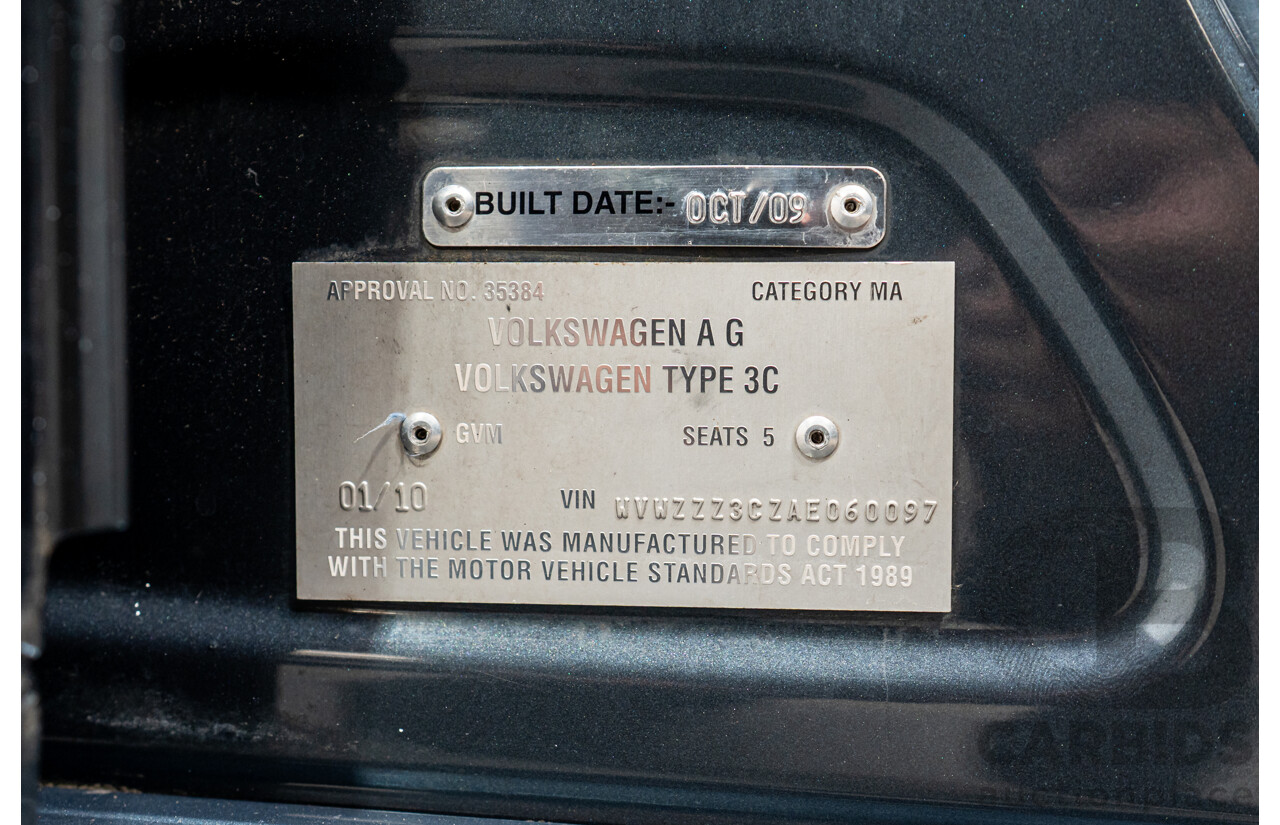 BUILT DATE:- OCT/09
APPROVAL NO. 35384 CATEGORY MA
VOLKSWAGEN A G
VOLKSWAGEN TYPE 3C
GVM SEATS 5
01/10 VIN WVWZZZ3CZAE060097
THIS VEHICLE WAS MANUFACTURED TO COMPLY
WITH THE MOTOR VEHICLE STANDARDS ACT 1989
CARBIDS